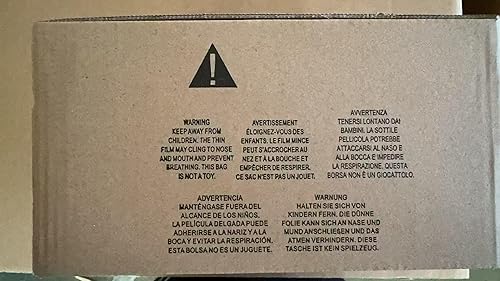 WARNING
KEEP AWAY FROM
CHILDREN. THE THIN
FILM MAY CLING TO NOSE
AND MOUTH AND PREVENT
BREATHING. THIS BAG
IS NOT A TOY.
AVERTISSEMENT
ÉLOIGNEZ-VOUS DES
ENFANTS. LE FILM MINCE
PEUT S'ACCROCHER AU
NEZ ET À LA BOUCHE ET
EMPÊCHER DE RESPIRER.
CE SAC N'EST PAS UN JOUET.
AVVERTENZA
TENERSI LONTANO DAI
BAMBINI. LA SOTTILE
PELLICOLA POTREBBE
ATTACCARSI AL NASO E
ALLA BOCCA E IMPEDIRE
LA RESPIRAZIONE. QUESTA
BORSA NON È UN GIOCATTOLO.
ADVERTENCIA
MANTÉNGASE FUERA DEL
ALCANCE DE LOS NIÑOS.
LA PELÍCULA DELGADA PUEDE
ADHERIRSE A LA NARIZ Y A LA
BOCA Y EVITAR LA RESPIRACIÓN.
ESTA BOLSA NO ES UN JUGUETE.
WARNUNG
HALTEN SIE SICH VON
KINDERN FERN. DIE DÜNNE
FOLIE KANN SICH AN NASE UND
MUND ANSCHLIEßEN UND DAS
ATMEN VERHINDERN. DIESE
TASCHE IST KEIN SPIELZEUG.